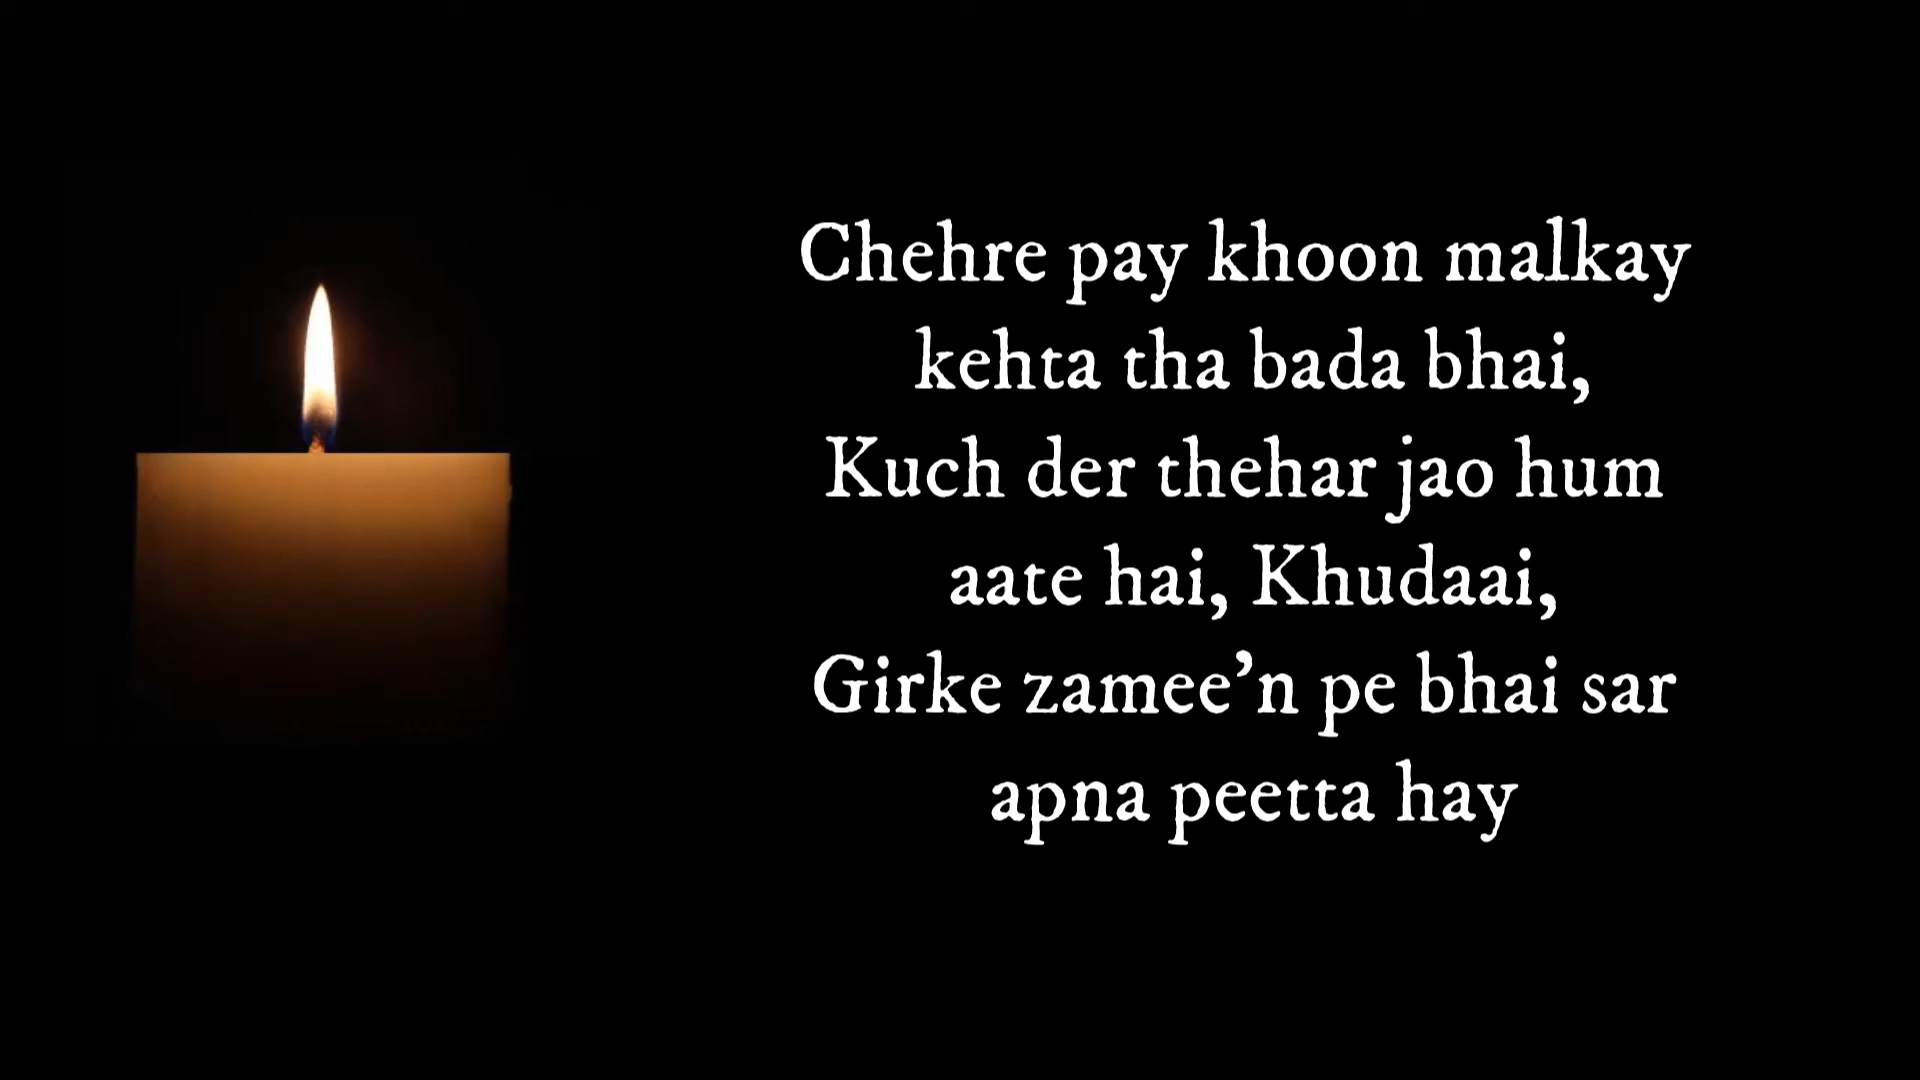 Chehre pay khoon malkay
kehta tha bada bhai,
Kuch der thehar jao hum
aate hai, Khudaai,
Girke zamee’n pe bhai sar
apna peetta hay